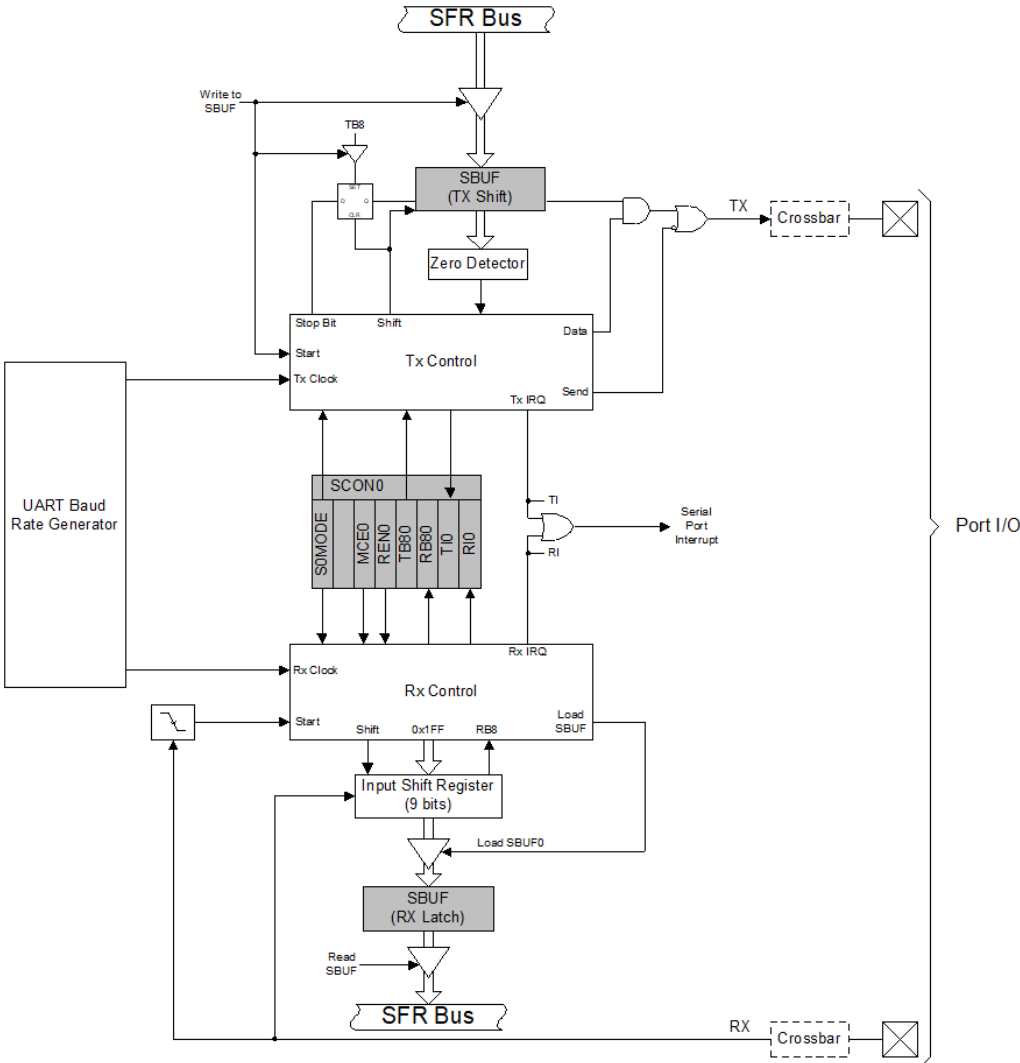 SFR Bus
Write to
SBUF
TB8
SET
D
Q
CLR
SBUF
(TX Shift)
TX
Crossbar
Zero Detector
Stop Bit
Shift
Data
Start
Tx Control
Tx Clock
Send
Tx IRQ
UART Baud
Rate Generator
SCON0
S0MODE
MCE0
REN0
TB80
RB80
TI0
RI0
TI
Serial
Port
Interrupt
RI
Port I/O
Rx IRQ
Rx Clock
Rx Control
Start
Load
SBUF
Shift
0x1FF
RB8
Input Shift Register
(9 bits)
Load SBUF0
SBUF
(RX Latch)
Read
SBUF
SFR Bus
RX
Crossbar